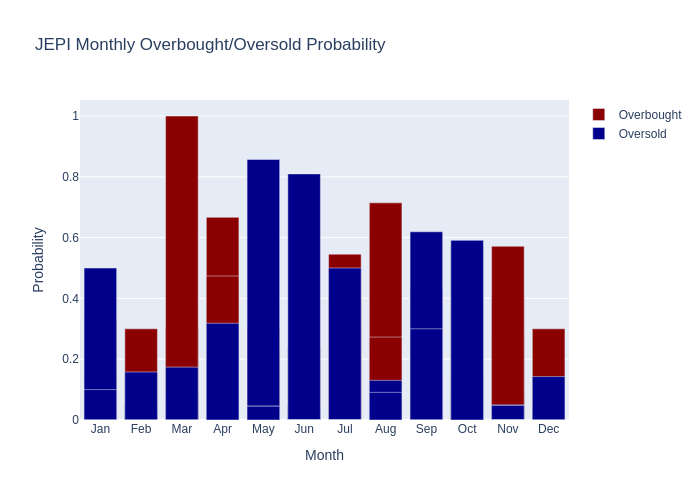 JEPI Monthly Overbought/Oversold Probability
Overbought
Oversold
Probability
1
0.8
0.6
0.4
0.2
0
Jan Feb Mar Apr May Jun Jul Aug Sep Oct Nov Dec
Month